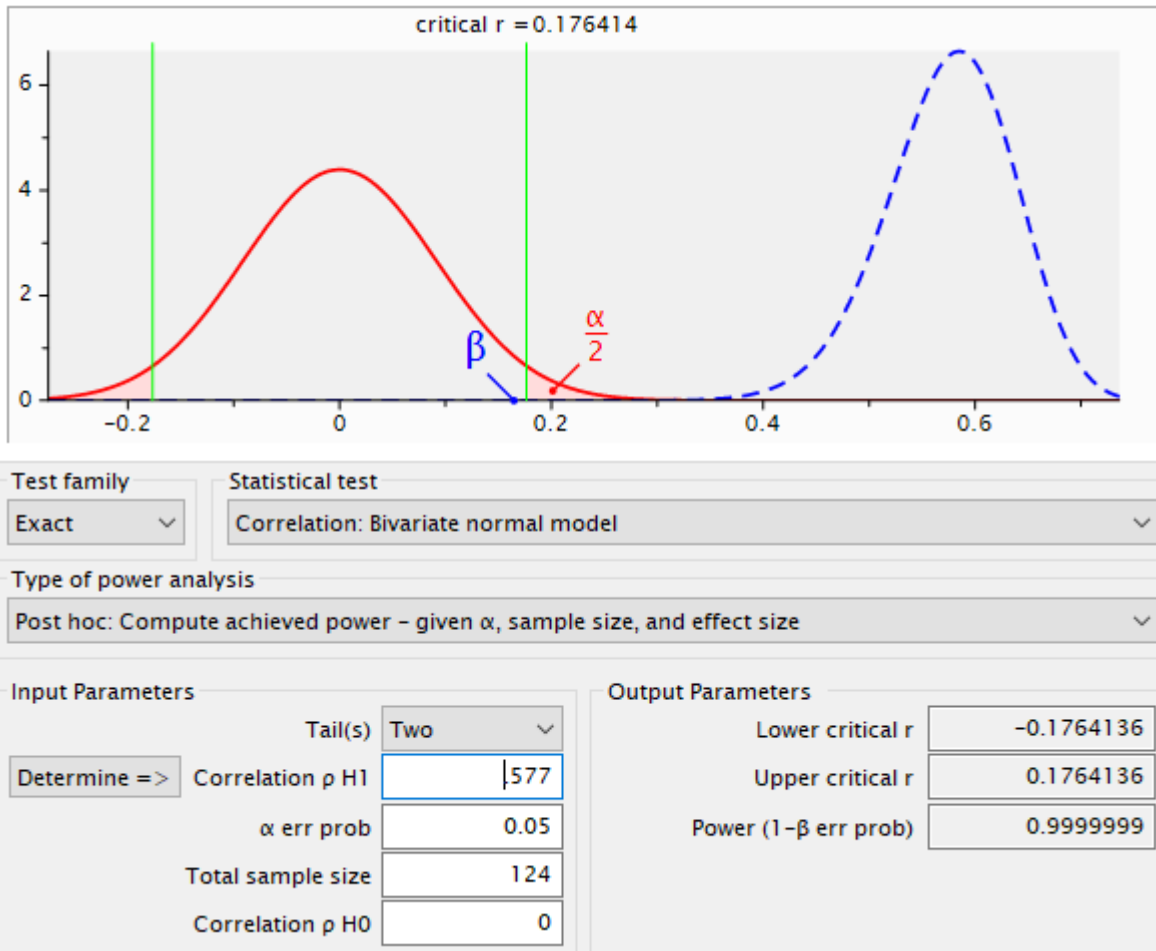 critical r = 0.176414
6
4
2
0
β
α
2
-0.2 0 0.2 0.4 0.6
Test family Statistical test
Exact Correlation: Bivariate normal model
Type of power analysis
Post hoc: Compute achieved power – given α, sample size, and effect size
Input Parameters Output Parameters
Tail(s) Two Lower critical r -0.1764136
Determine => Correlation ρ H1 .577 Upper critical r 0.1764136
α err prob 0.05 Power (1-β err prob) 0.9999999
Total sample size 124
Correlation ρ H0 0